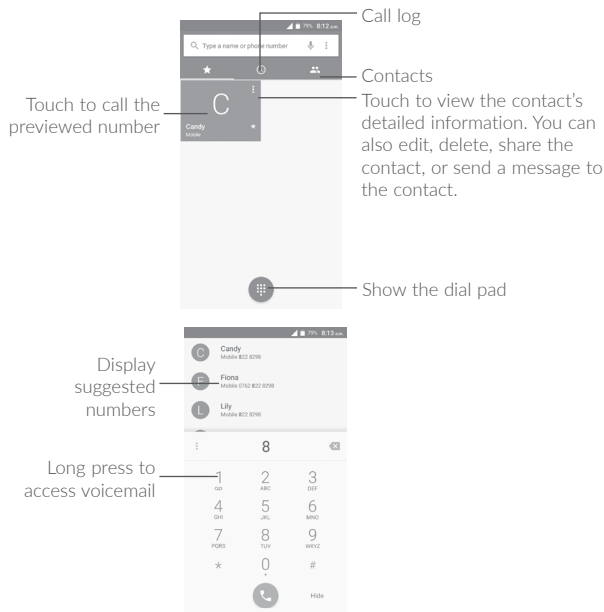 79% 8:12 a.m.
Type a name or phone number
C
Candy
Mobile
Call log
Contacts
Touch to call the
previewed number
Touch to view the contact's
detailed information. You can
also edit, delete, share the
contact, or send a message to
the contact.
Show the dial pad
79% 8:13 a.m.
C
Candy
Mobile 822 8298
F
Fiona
Mobile 0762 822 8298
L
Lily
Mobile 822 8298
Display
suggested
numbers
8
Long press to
access voicemail
1
2 ABC
3 DEF
4 GHI
5 JKL
6 MNO
7 PQRS
8 TUV
9 WXYZ
* 0 + #
Hide